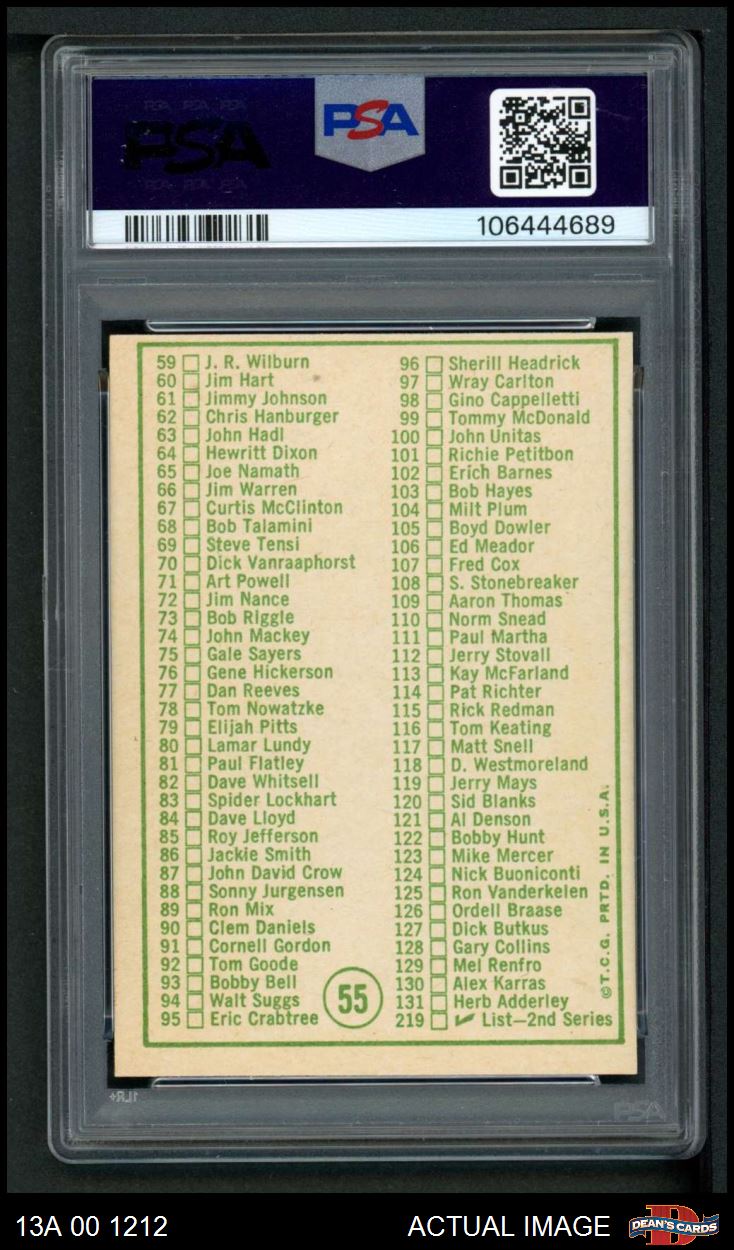 PSA PSA PSA
PSA
PSA
PSA PSA PSA
106444689
59 J. R. Wilburn
60 Jim Hart
61 Jimmy Johnson
62 Chris Hanburger
63 John Hadl
64 Hewritt Dixon
65 Joe Namath
66 Jim Warren
67 Curtis McClinton
68 Bob Talamini
69 Steve Tensi
70 Dick Vanraaphorst
71 Art Powell
72 Jim Nance
73 Bob Riggle
74 John Mackey
75 Gale Sayers
76 Gene Hickerson
77 Dan Reeves
78 Tom Nowatzke
79 Elijah Pitts
80 Lamar Lundy
81 Paul Flatley
82 Dave Whitsell
83 Spider Lockhart
84 Dave Lloyd
85 Roy Jefferson
86 Jackie Smith
87 John David Crow
88 Sonny Jurgensen
89 Ron Mix
90 Clem Daniels
91 Cornell Gordon
92 Tom Goode
93 Bobby Bell
94 Walt Suggs
95 Eric Crabtree
55
96 Sherill Headrick
97 Wray Carlton
98 Gino Cappelletti
99 Tommy McDonald
100 John Unitas
101 Richie Petitbon
102 Erich Barnes
103 Bob Hayes
104 Milt Plum
105 Boyd Dowler
106 Ed Meador
107 Fred Cox
108 S. Stonebreaker
109 Aaron Thomas
110 Norm Snead
111 Paul Martha
112 Jerry Stovall
113 Kay McFarland
114 Pat Richter
115 Rick Redman
116 Tom Keating
117 Matt Snell
118 D. Westmoreland
119 Jerry Mays
120 Sid Blanks
121 Al Denson
122 Bobby Hunt
123 Mike Mercer
124 Nick Buoniconti
125 Ron Vanderkelen
126 Ordell Braase
127 Dick Butkus
128 Gary Collins
129 Mel Renfro
130 Alex Karras
131 Herb Adderley
219 ✔ List—2nd Series
©T.C.G. PRTD. IN U.S.A.
PSA
13A 00 1212
ACTUAL IMAGE
DEAN'S CARDS